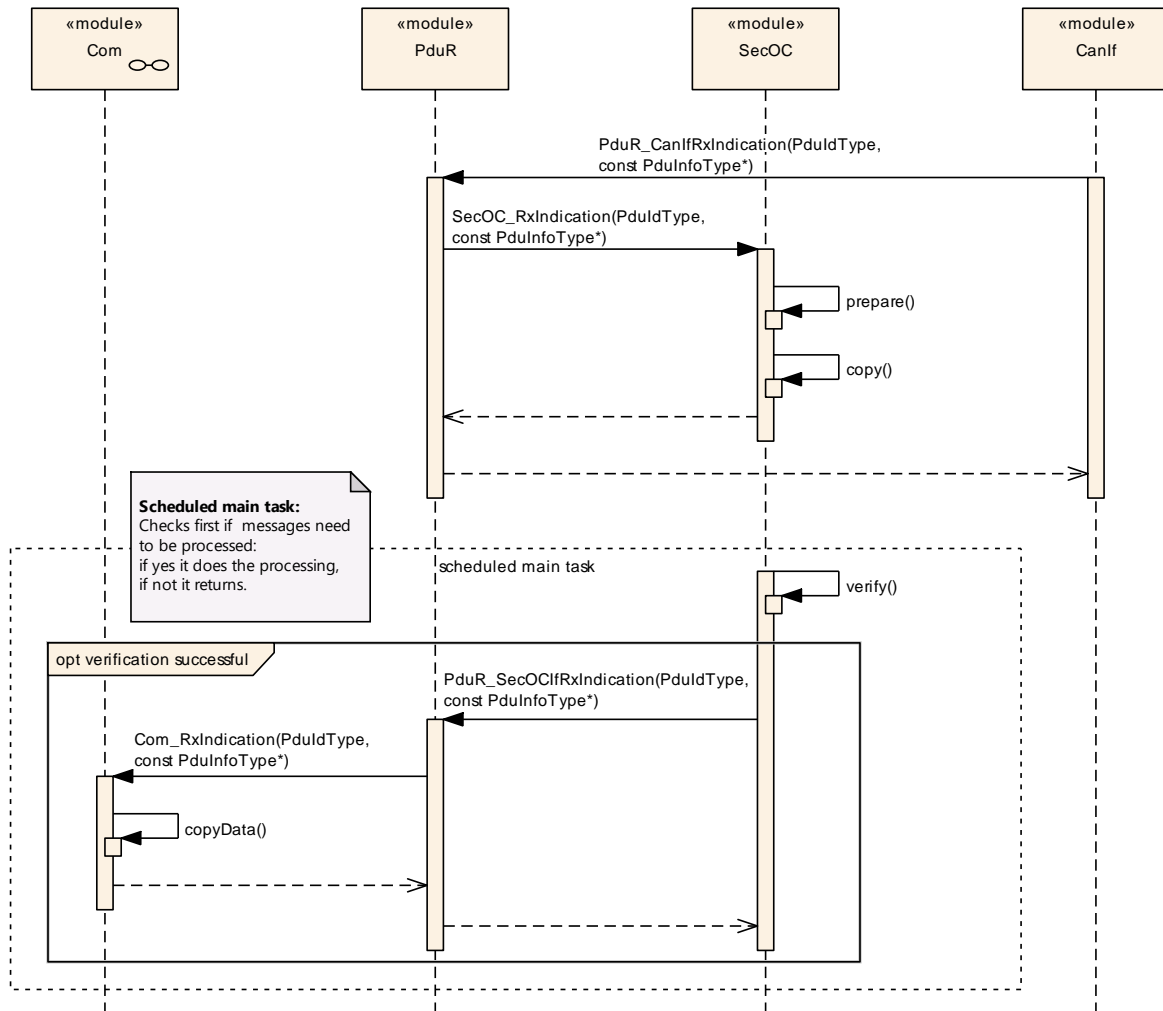 «module»
Com
«module»
PduR
«module»
SecOC
«module»
CanIf
PduR_CanIfRxIndication(PduIdType,
const PduInfoType*)
SecOC_RxIndication(PduIdType,
const PduInfoType*)
prepare()
copy()
Scheduled main task:
Checks first if messages need
to be processed:
if yes it does the processing,
if not it returns.
scheduled main task
verify()
opt verification successful
PduR_SecOCIfRxIndication(PduIdType,
const PduInfoType*)
Com_RxIndication(PduIdType,
const PduInfoType*)
copyData()